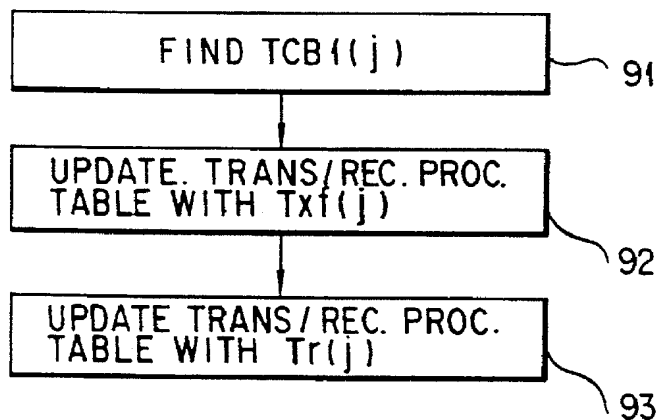 FIND TCB1(j)
91
UPDATE. TRANS/REC. PROC.
TABLE WITH Txf(j)
92
UPDATE TRANS/REC. PROC.
TABLE WITH Tr(j)
93